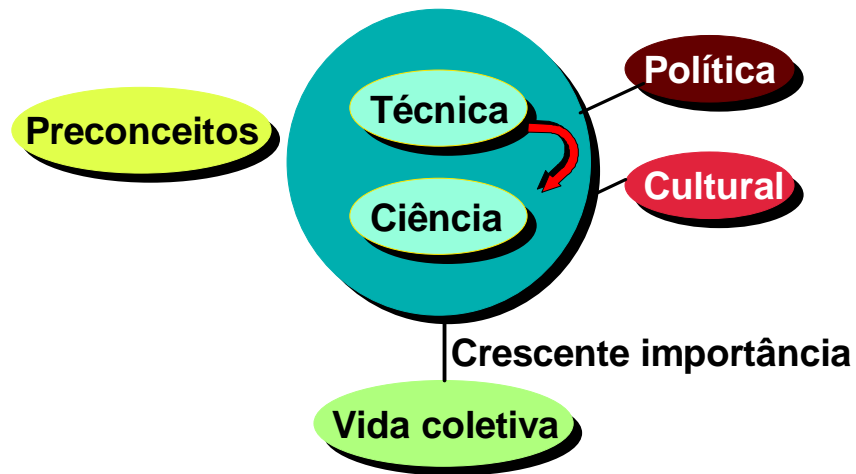 Política
Técnica
Preconceitos
Cultural
Ciência
Crescente importância
Vida coletiva